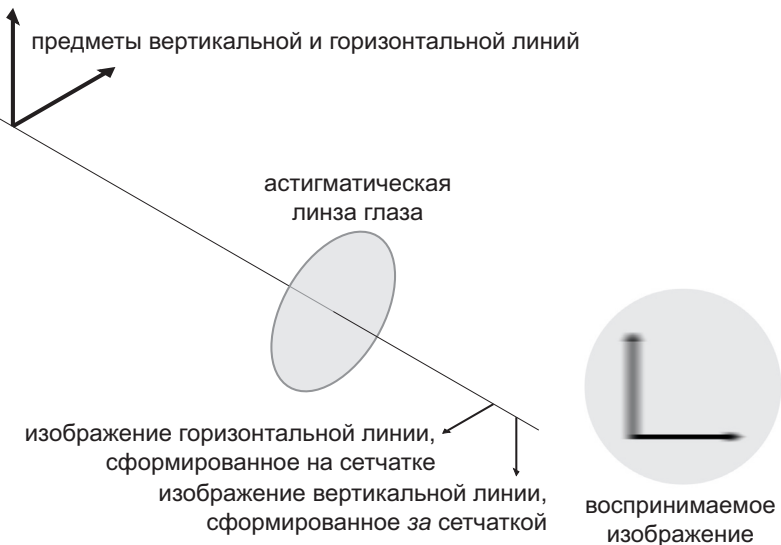 предметы вертикальной и горизонтальной линий
астигматическая
линза глаза
изображение горизонтальной линии,
сформированное на сетчатке
изображение вертикальной линии,
сформированное за сетчаткой
воспринимаемое
изображение